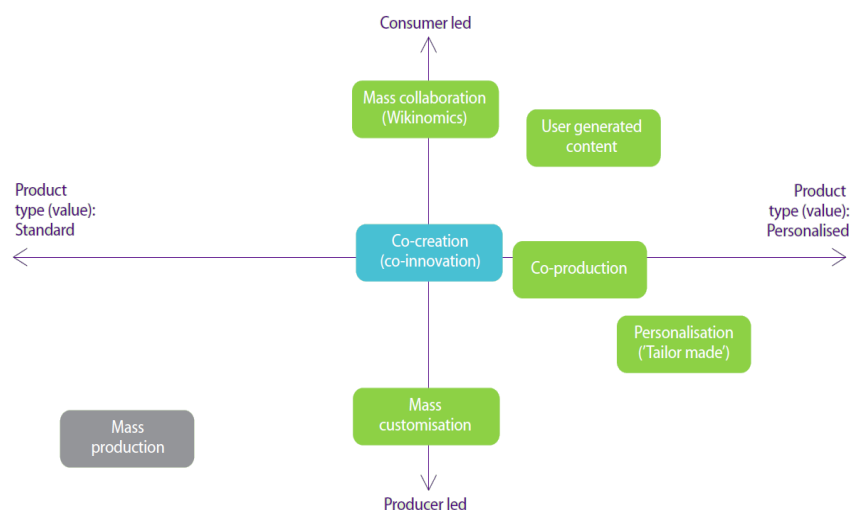 Consumer led
Mass collaboration
(Wikinomics)
User generated
content
Product
type (value):
Standard
Product
type (value):
Personalised
Co-creation
(co-innovation)
Co-production
Personalisation
('Tailor made')
Mass
customisation
Mass
production
Producer led